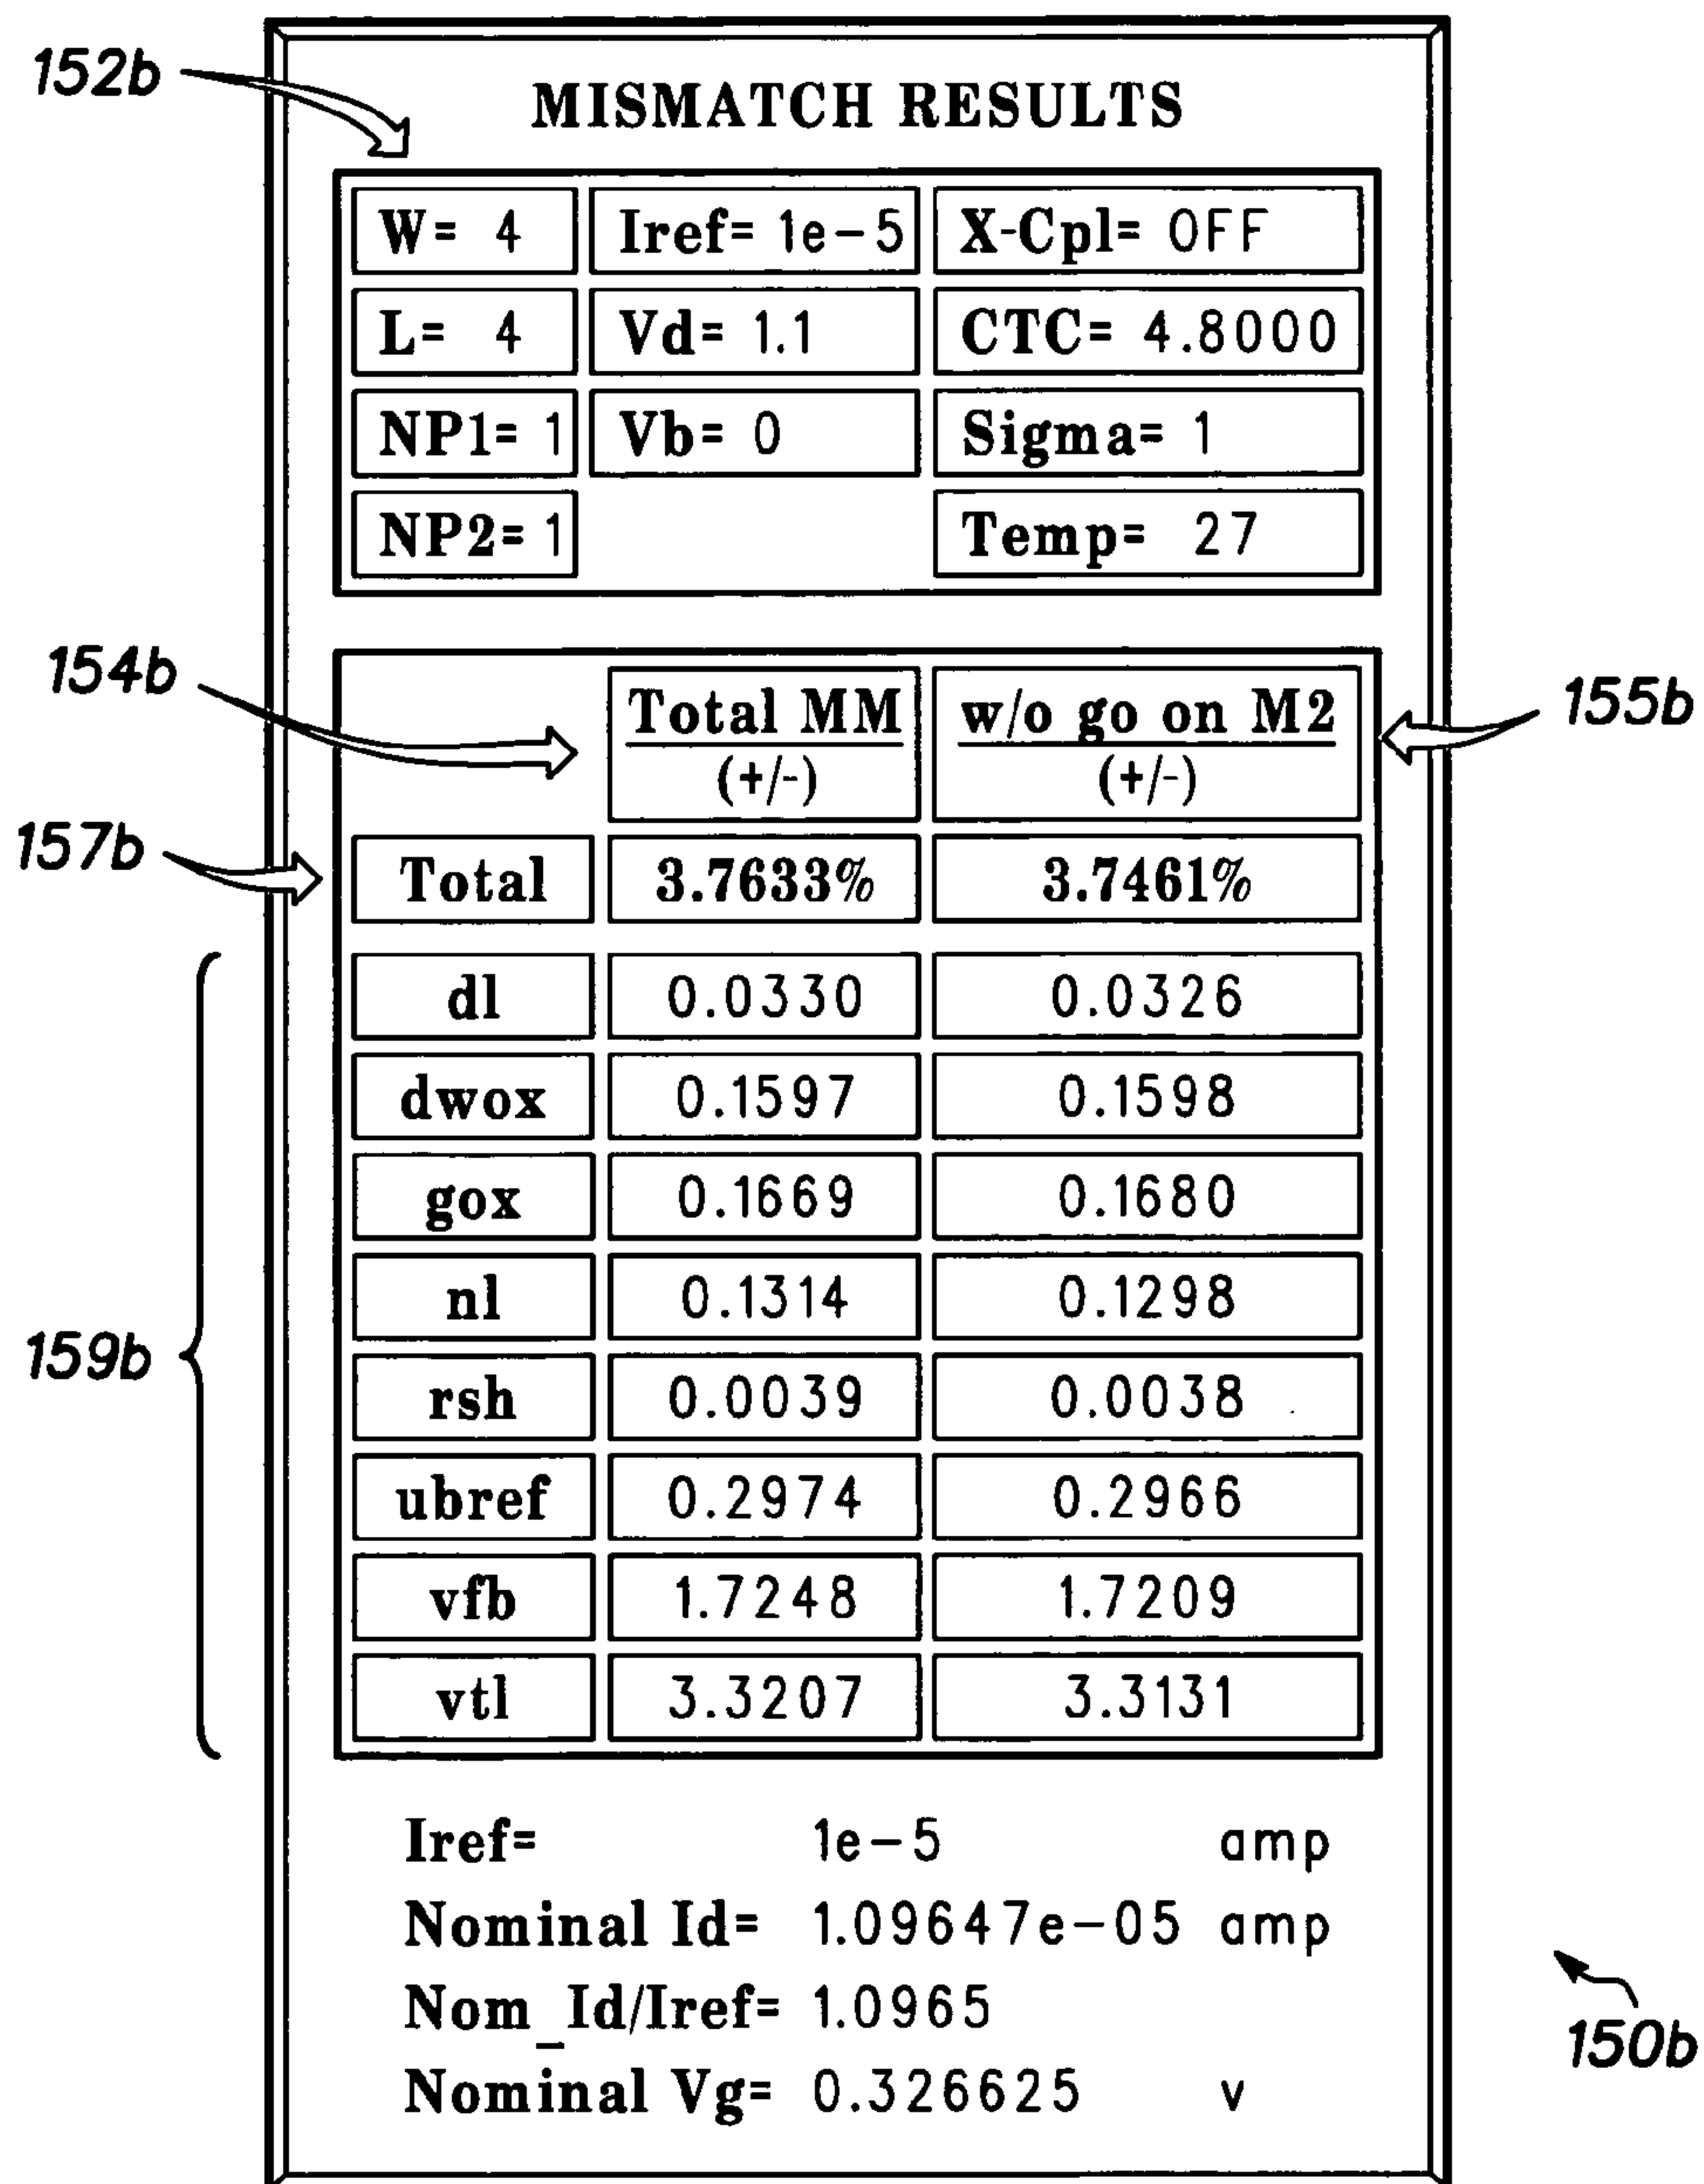 152b
MISMATCH RESULTS
W= 4 Iref= 1e-5 X-Cpl= OFF
L= 4 Vd= 1.1 CTC= 4.8000
NP1= 1 Vb= 0 Sigma= 1
NP2= 1 Temp= 27
154b
155b
Total MM w/o go on M2
(+/-) (+/-)
157b
Total 3.7633% 3.7461%
dl 0.0330 0.0326
dwox 0.1597 0.1598
gox 0.1669 0.1680
nl 0.1314 0.1298
159b
rsh 0.0039 0.0038
ubref 0.2974 0.2966
vfb 1.7248 1.7209
vtl 3.3207 3.3131
Iref= 1e-5 amp
Nominal Id= 1.09647e-05 amp
Nom_Id/Iref= 1.0965
150b
Nominal Vg= 0.326625 v